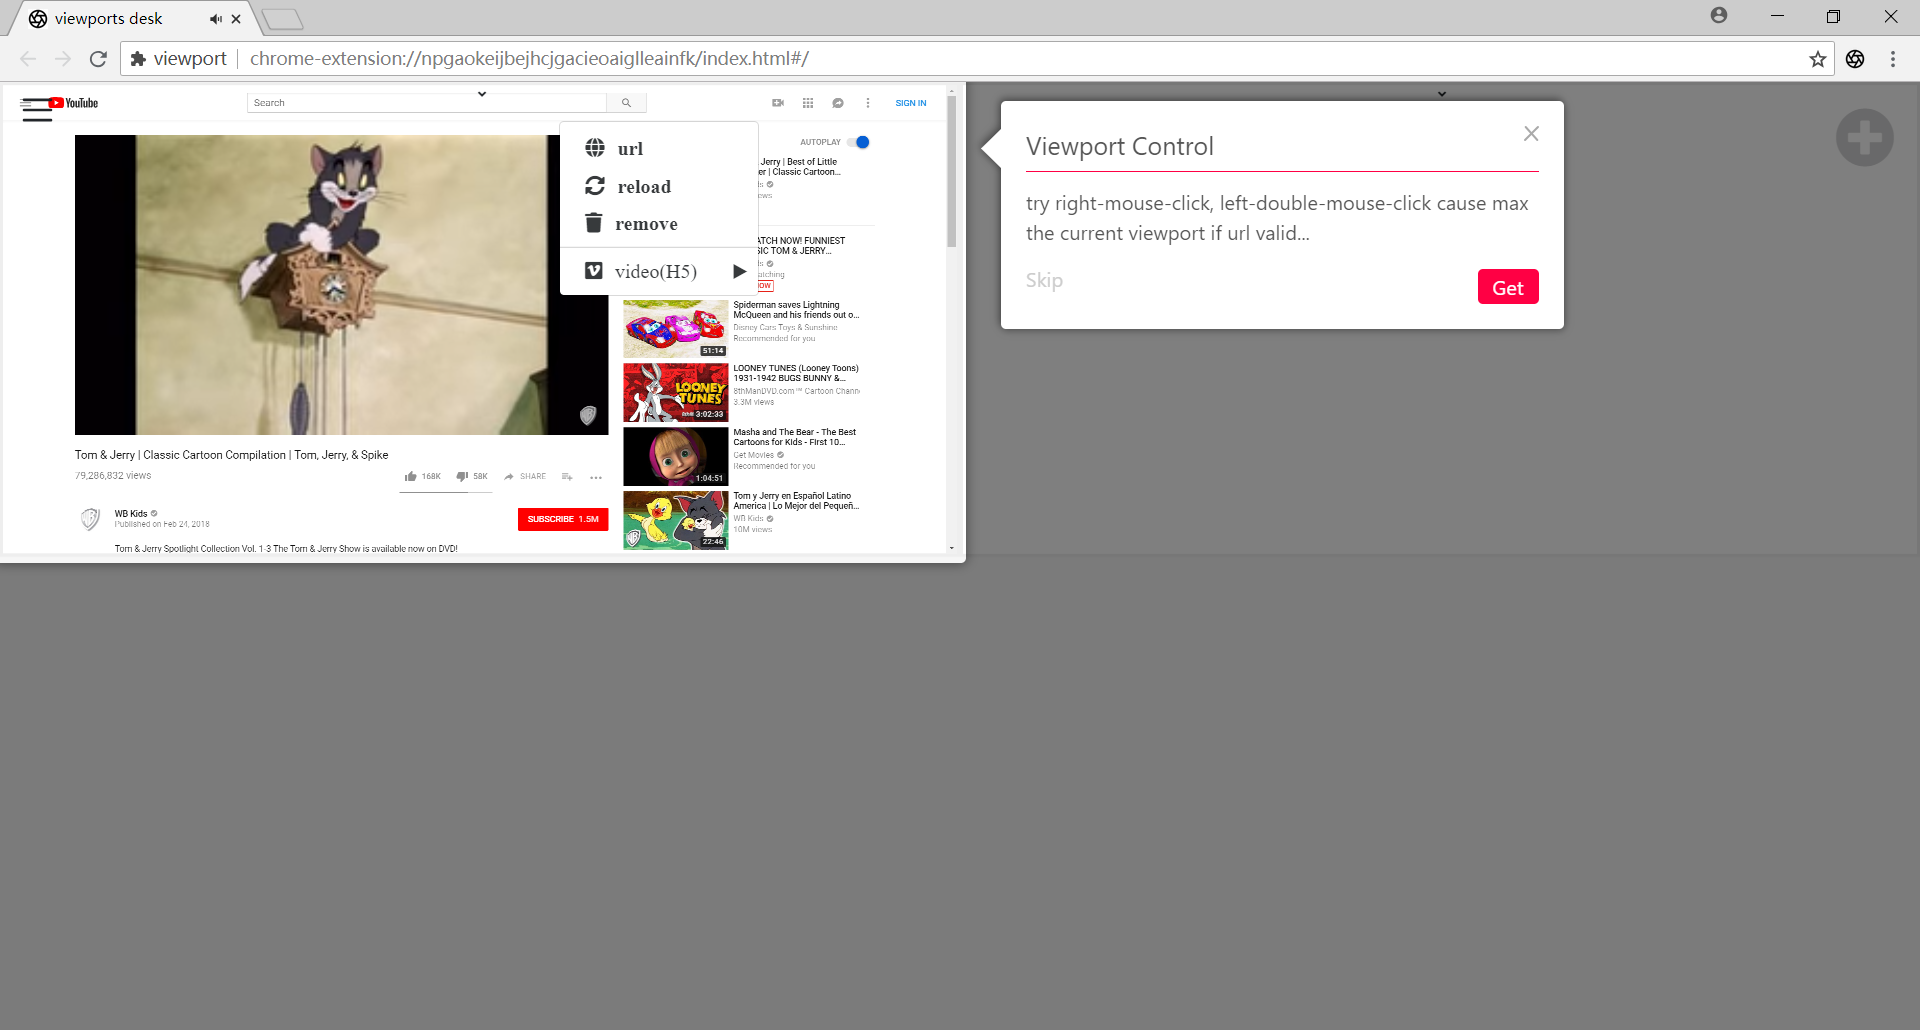 viewports desk
viewport
chrome-extension://npgaokeijbejhcjgacieoaiglleainfk/index.html#/
YouTube
Search
SIGN IN
url
reload
remove
video(H5)
AUTOPLAY
Jerry | Best of Little
er | Classic Cartoon...
ds
ews
ATCH NOW! FUNNIEST
SIC TOM & JERRY...
ds
atching
OW
Spiderman saves Lightning
McQueen and his friends out o...
Disney Cars Toys & Sunshine
Recommended for you
51:14
LOONEY TUNES (Looney Toons)
1931-1942 BUGS BUNNY &...
8thManDVD.com™ Cartoon Chann
3.3M views
LOONEY
TUNES
3:02:33
Masha and The Bear - The Best
Cartoons for Kids - First 10...
Get Movies
Recommended for you
1:04:51
Tom y Jerry en Español Latino
America | Lo Mejor del Pequeñ...
WB Kids
10M views
22:46
Tom & Jerry | Classic Cartoon Compilation | Tom, Jerry, & Spike
79,286,832 views
168K
58K
SHARE
WB Kids
Published on Feb 24, 2018
SUBSCRIBE 1.5M
Tom & Jerry Spotlight Collection Vol. 1-3 The Tom & Jerry Show is available now on DVD!
Viewport Control
try right-mouse-click, left-double-mouse-click cause max
the current viewport if url valid...
Skip
Get